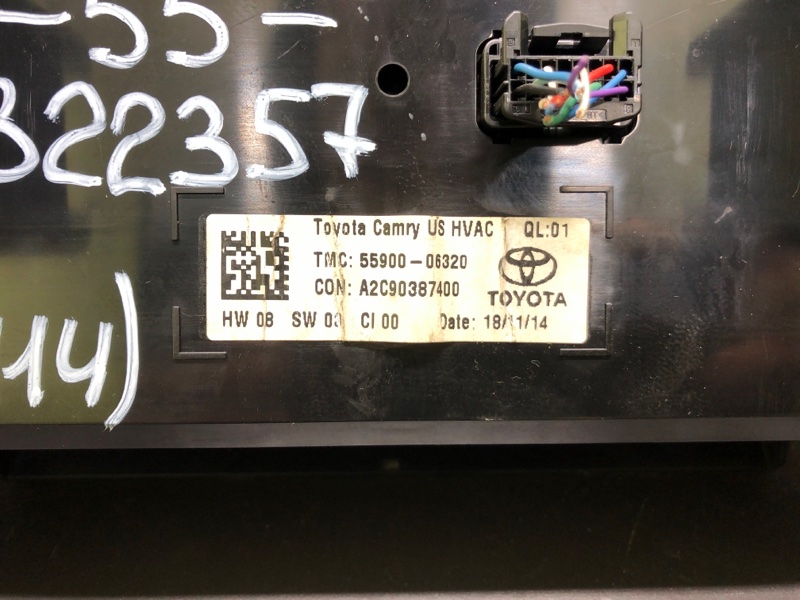 -55-
322357
14)
Toyota Camry US HVAC QL:01
TMC: 55900-06320
CON: A2C90387400
TOYOTA
HW 08 SW 03 CI 00 Date: 18/11/14